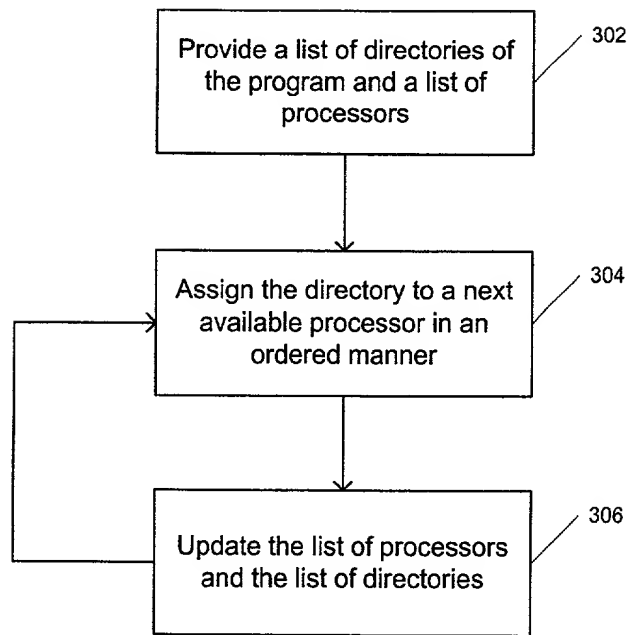 Provide a list of directories of
the program and a list of
processors
302
Assign the directory to a next
available processor in an
ordered manner
304
Update the list of processors
and the list of directories
306